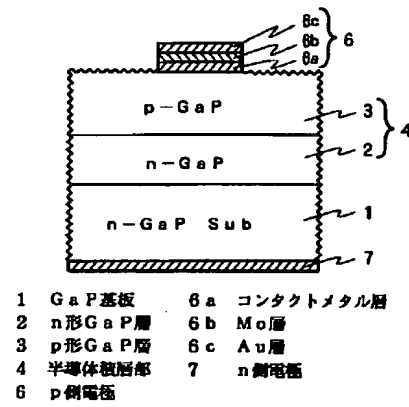 6c
6b
6a
6
p-GaP
3
4
n-GaP
2
n-GaP Sub
1
7
1 GaP基板 6a コンタクトメタル層
2 n形GaP層 6b Mo層
3 p形GaP層 6c Au層
4 半導体積層部 7 n側電極
6 p側電極